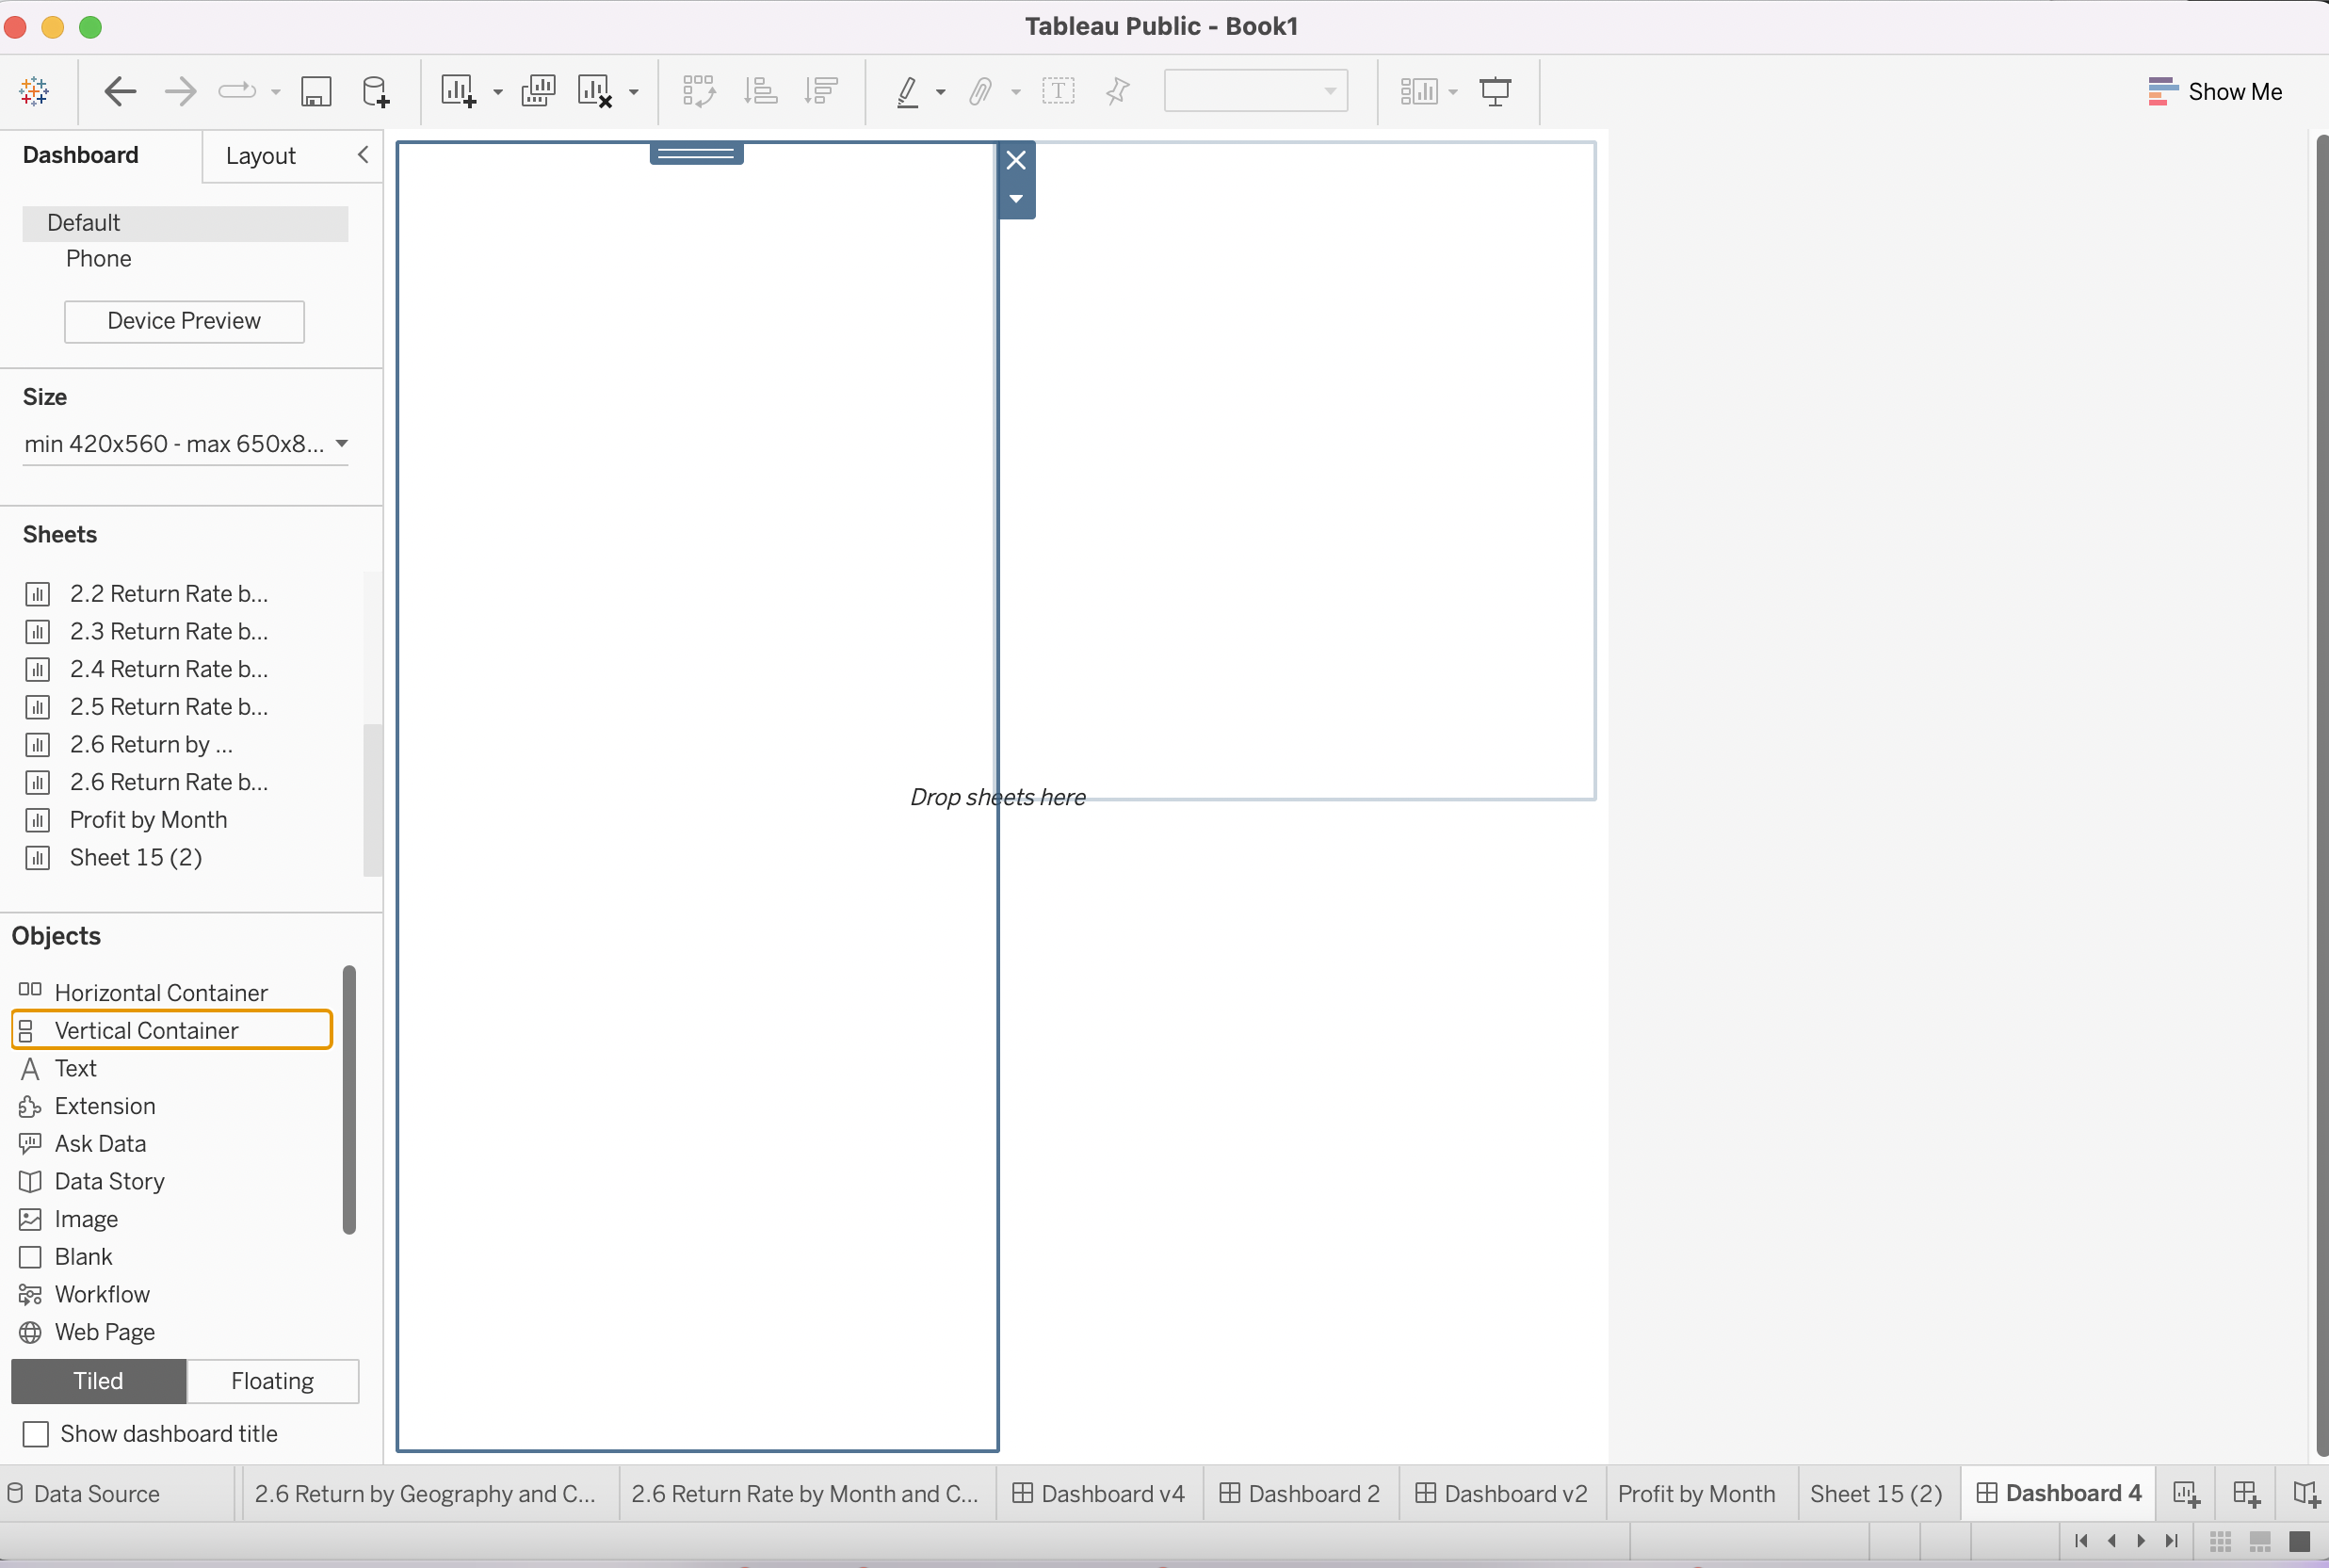 Tableau Public - Book1
Show Me
Dashboard
Layout
Default
Phone
Device Preview
Size
min 420x560 - max 650x8...
Sheets
2.2 Return Rate b...
2.3 Return Rate b...
2.4 Return Rate b...
2.5 Return Rate b...
2.6 Return by ...
2.6 Return Rate b...
Profit by Month
Sheet 15 (2)
Objects
Horizontal Container
Vertical Container
Text
Extension
Ask Data
Data Story
Image
Blank
Workflow
Web Page
Tiled
Floating
Show dashboard title
Drop sheets here
Data Source
2.6 Return by Geography and C...
2.6 Return Rate by Month and C...
Dashboard v4
Dashboard 2
Dashboard v2
Profit by Month
Sheet 15 (2)
Dashboard 4